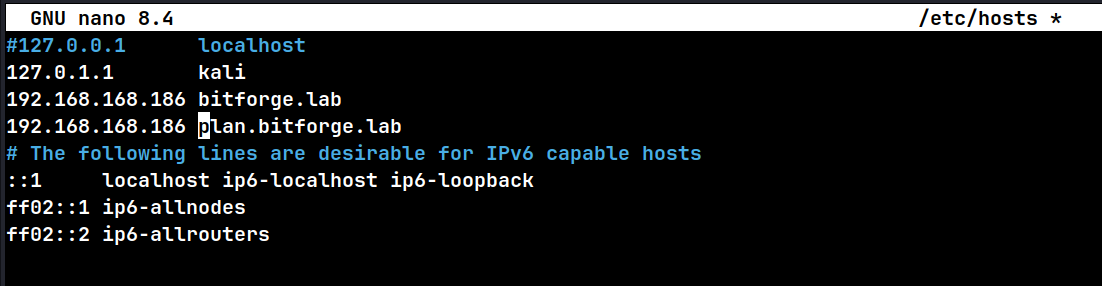 GNU nano 8.4 /etc/hosts *
#127.0.0.1 localhost
127.0.1.1 kali
192.168.168.186 bitforge.lab
192.168.168.186 plan.bitforge.lab
# The following lines are desirable for IPv6 capable hosts
::1 localhost ip6-localhost ip6-loopback
ff02::1 ip6-allnodes
ff02::2 ip6-allrouters